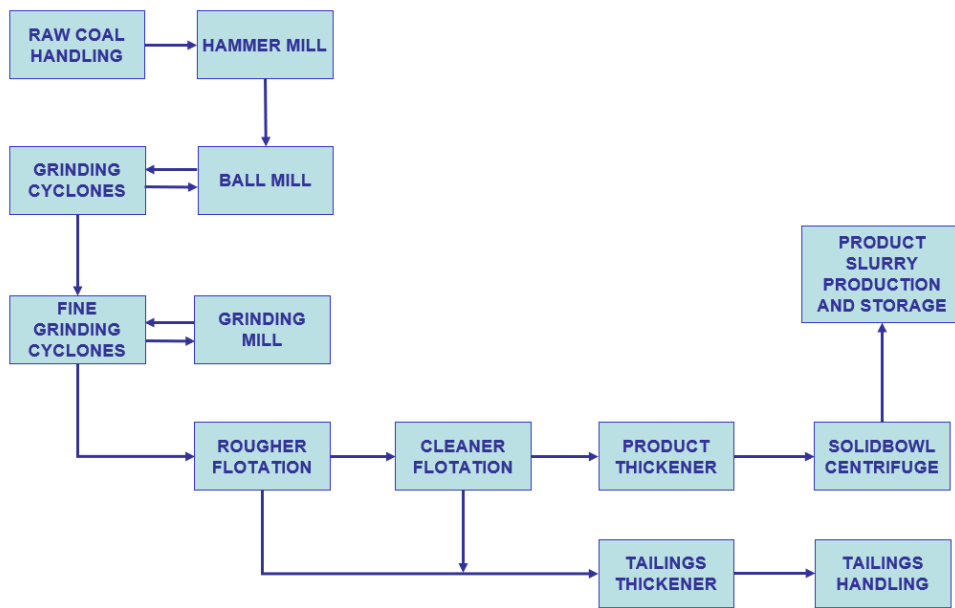 RAW COAL
HANDLING
HAMMER MILL
GRINDING
CYCLONES
BALL MILL
PRODUCT
SLURRY
PRODUCTION
AND STORAGE
FINE
GRINDING
CYCLONES
GRINDING
MILL
ROUGHER
FLOTATION
CLEANER
FLOTATION
PRODUCT
THICKENER
SOLIDBOWL
CENTRIFUGE
TAILINGS
THICKENER
TAILINGS
HANDLING